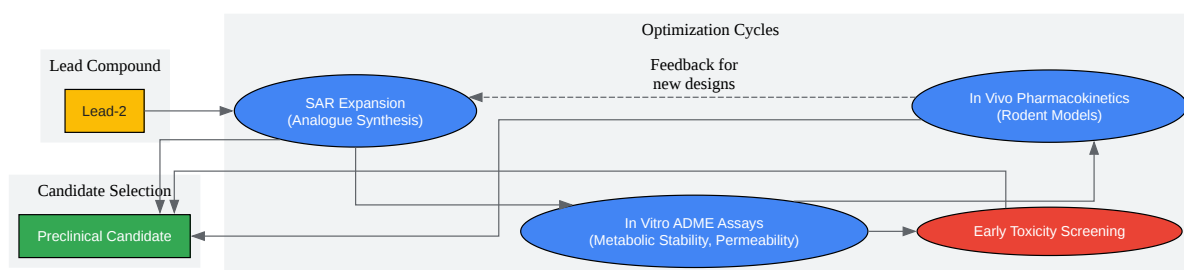 Optimization Cycles
Lead Compound
Feedback for
new designs
Lead-2
SAR Expansion
(Analogue Synthesis)
In Vivo Pharmacokinetics
(Rodent Models)
Candidate Selection
Preclinical Candidate
In Vitro ADME Assays
(Metabolic Stability, Permeability)
Early Toxicity Screening